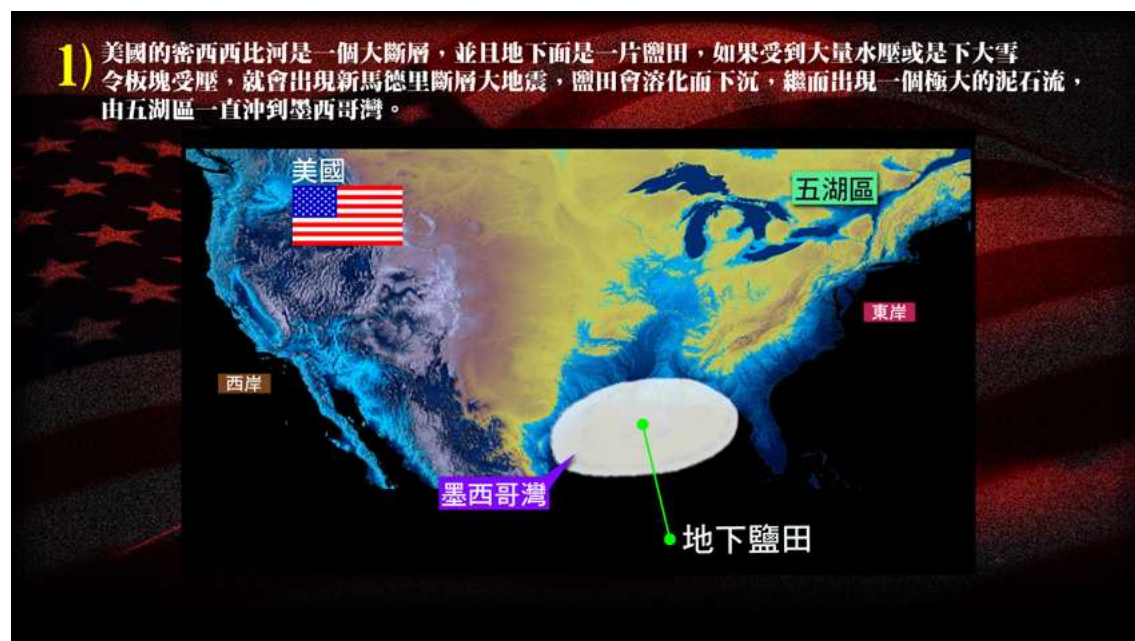 1) 美國的密西西比河是一個大斷層，並且地下面是一片鹽田，如果受到大量水壓或是下大雪
令板塊受壓，就會出現新馬德里斷層大地震，鹽田會溶化而下沉，繼而出現一個極大的泥石流，
由五湖區一直沖到墨西哥灣。
美國
五湖區
東岸
西岸
墨西哥灣
地下鹽田